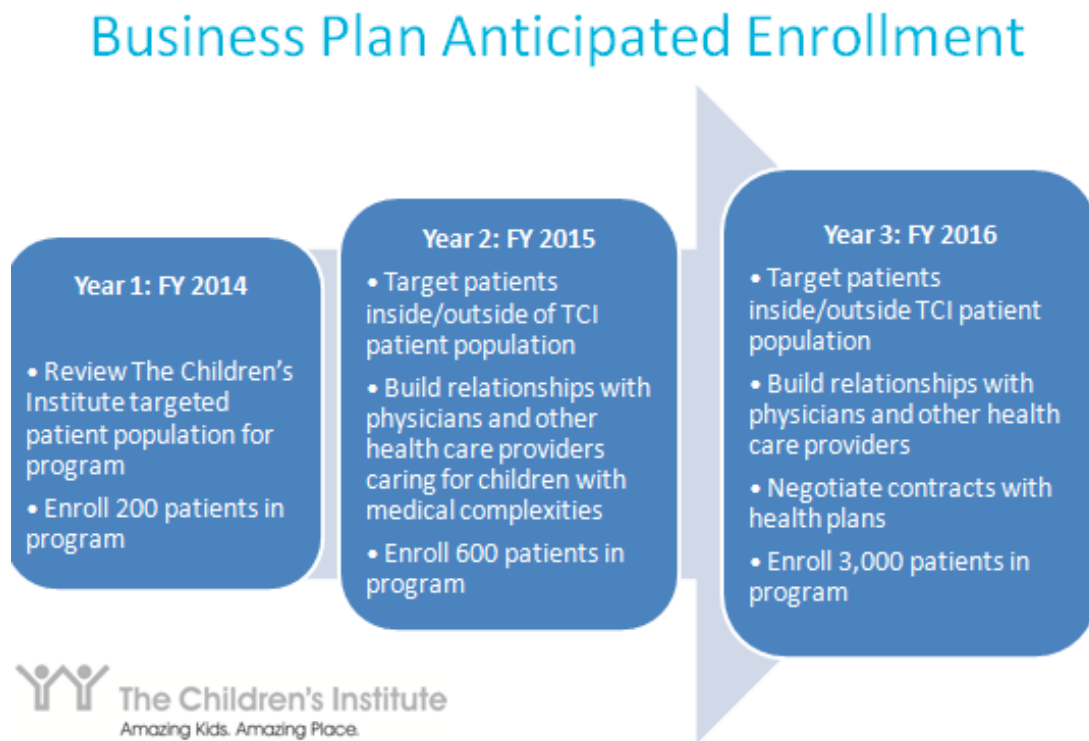 Business Plan Anticipated Enrollment
Year 1: FY 2014
• Review The Children's
Institute targeted
patient population for
program
• Enroll 200 patients in
program
Year 2: FY 2015
• Target patients
inside/outside of TCI
patient population
• Build relationships with
physicians and other
health care providers
caring for children with
medical complexities
• Enroll 600 patients in
program
Year 3: FY 2016
• Target patients
inside/outside TCI patient
population
• Build relationships with
physicians and other health
care providers
• Negotiate contracts with
health plans
• Enroll 3,000 patients in
program
The Children's Institute
Amazing Kids. Amazing Place.